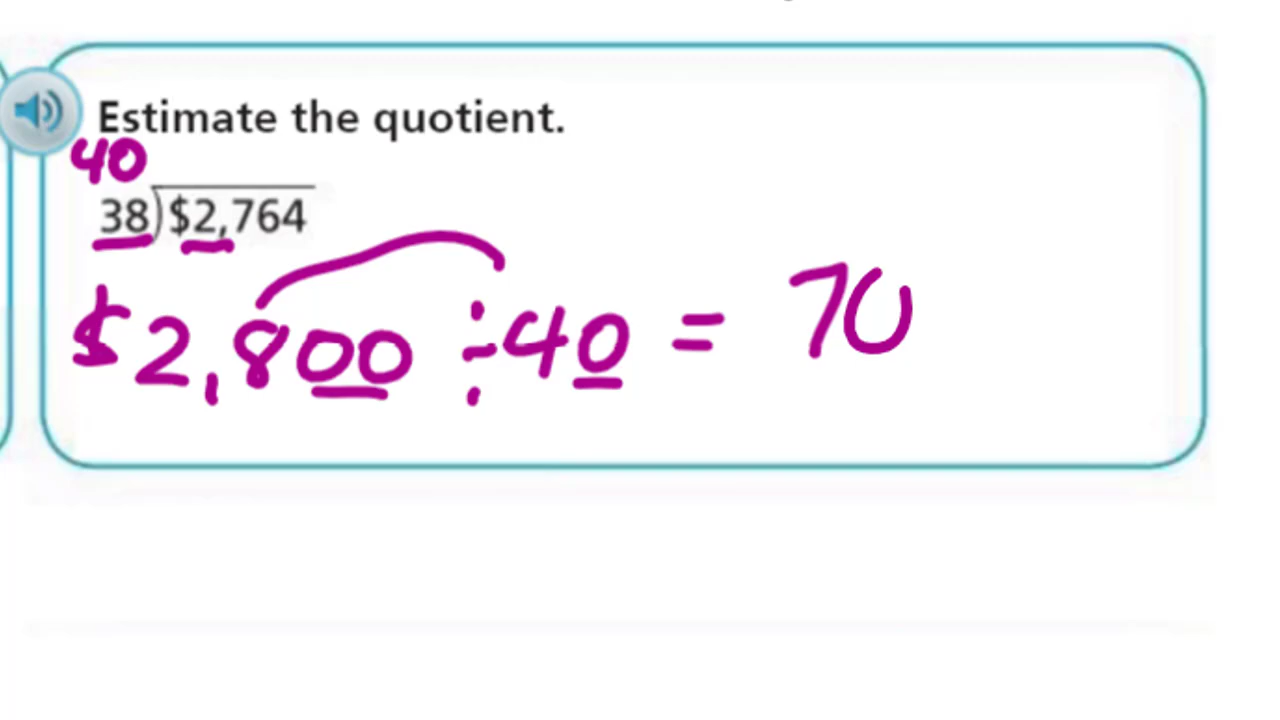 Estimate the quotient.
40
38)$2,764
$2,800 ÷40 = 70